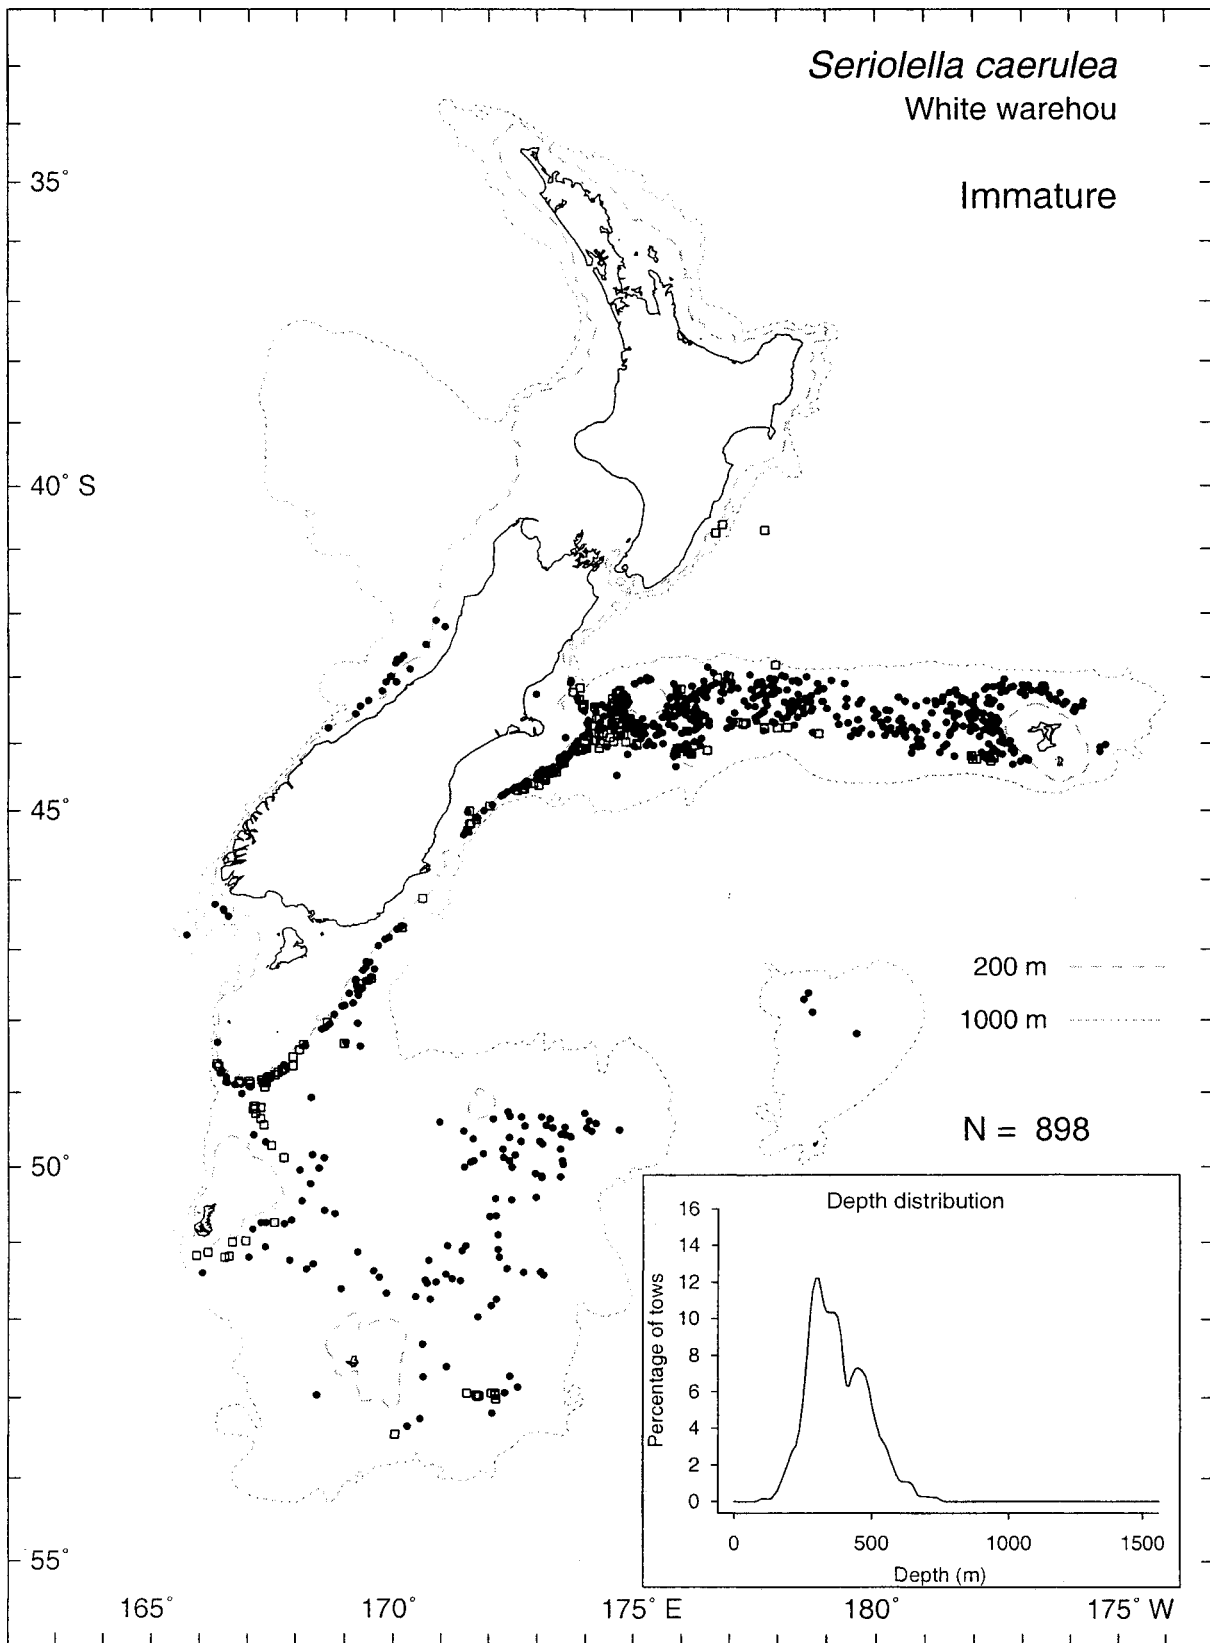 Seriolella caerulea
White warehou
Immature
35°
40° S
45°
200 m
1000 m
N = 898
50°
Depth distribution
16
14
12
10
8
6
4
2
0
Percentage of tows
0 500 1000 1500
Depth (m)
55°
165° 170° 175° E 180° 175° W